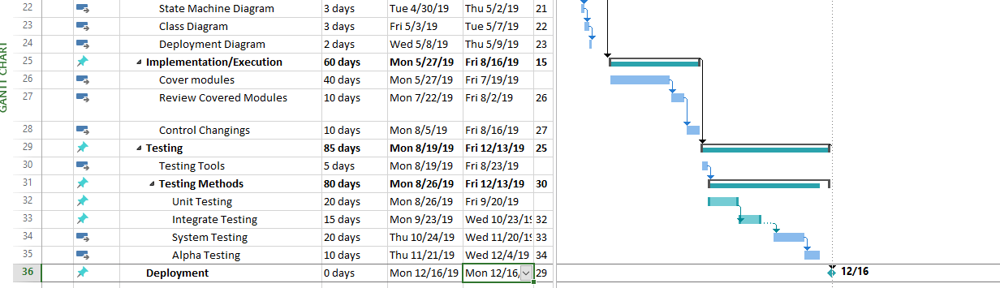 GANTT CHART
22 State Machine Diagram 3 days Tue 4/30/19 Thu 5/2/19 21
23 Class Diagram 3 days Fri 5/3/19 Tue 5/7/19 22
24 Deployment Diagram 2 days Wed 5/8/19 Thu 5/9/19 23
25 Implementation/Execution 60 days Mon 5/27/19 Fri 8/16/19 15
26 Cover modules 40 days Mon 5/27/19 Fri 7/19/19
27 Review Covered Modules 10 days Mon 7/22/19 Fri 8/2/19 26
28 Control Changings 10 days Mon 8/5/19 Fri 8/16/19 27
29 Testing 85 days Mon 8/19/19 Fri 12/13/19 25
30 Testing Tools 5 days Mon 8/19/19 Fri 8/23/19
31 Testing Methods 80 days Mon 8/26/19 Fri 12/13/19 30
32 Unit Testing 20 days Mon 8/26/19 Fri 9/20/19
33 Integrate Testing 15 days Mon 9/23/19 Wed 10/23/19 32
34 System Testing 20 days Thu 10/24/19 Wed 11/20/19 33
35 Alpha Testing 10 days Thu 11/21/19 Wed 12/4/19 34
36 Deployment 0 days Mon 12/16/19 Mon 12/16/ 29 12/16